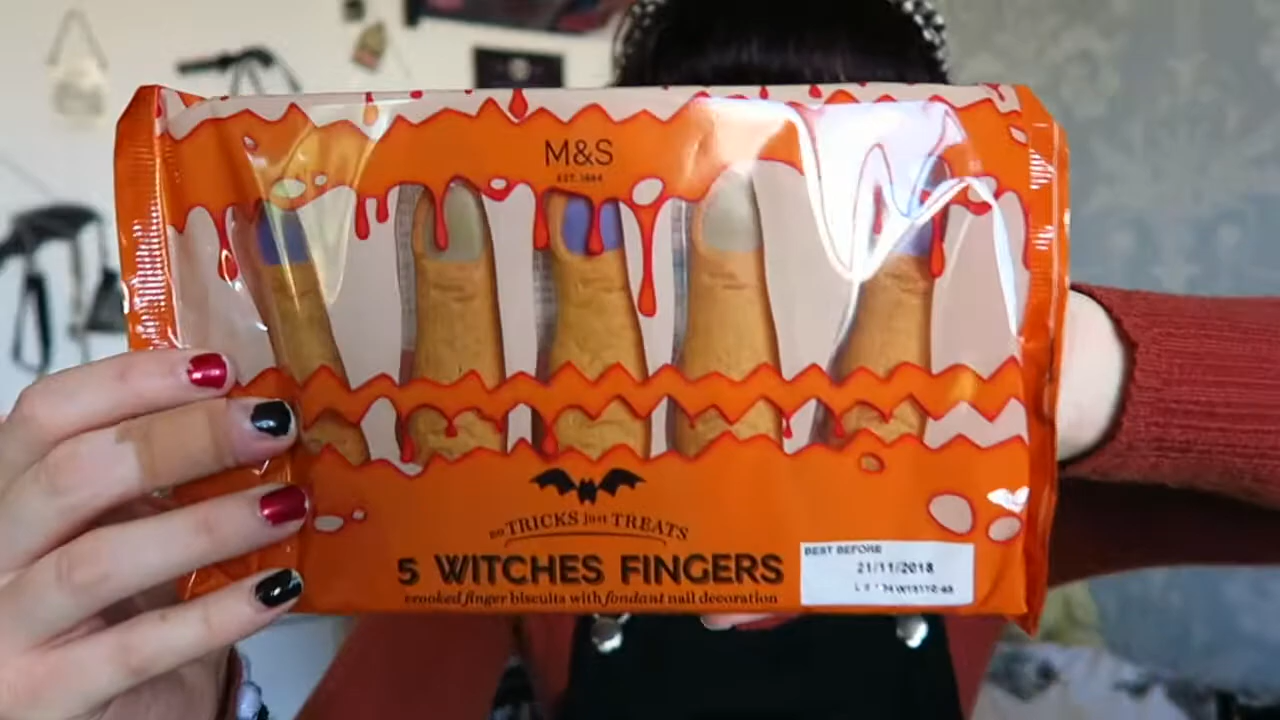 M&S
EST. 1884
no TRICKS just TREATS
5 WITCHES FINGERS
crooked finger biscuits with fondant nail decoration
BEST BEFORE
21/11/2018